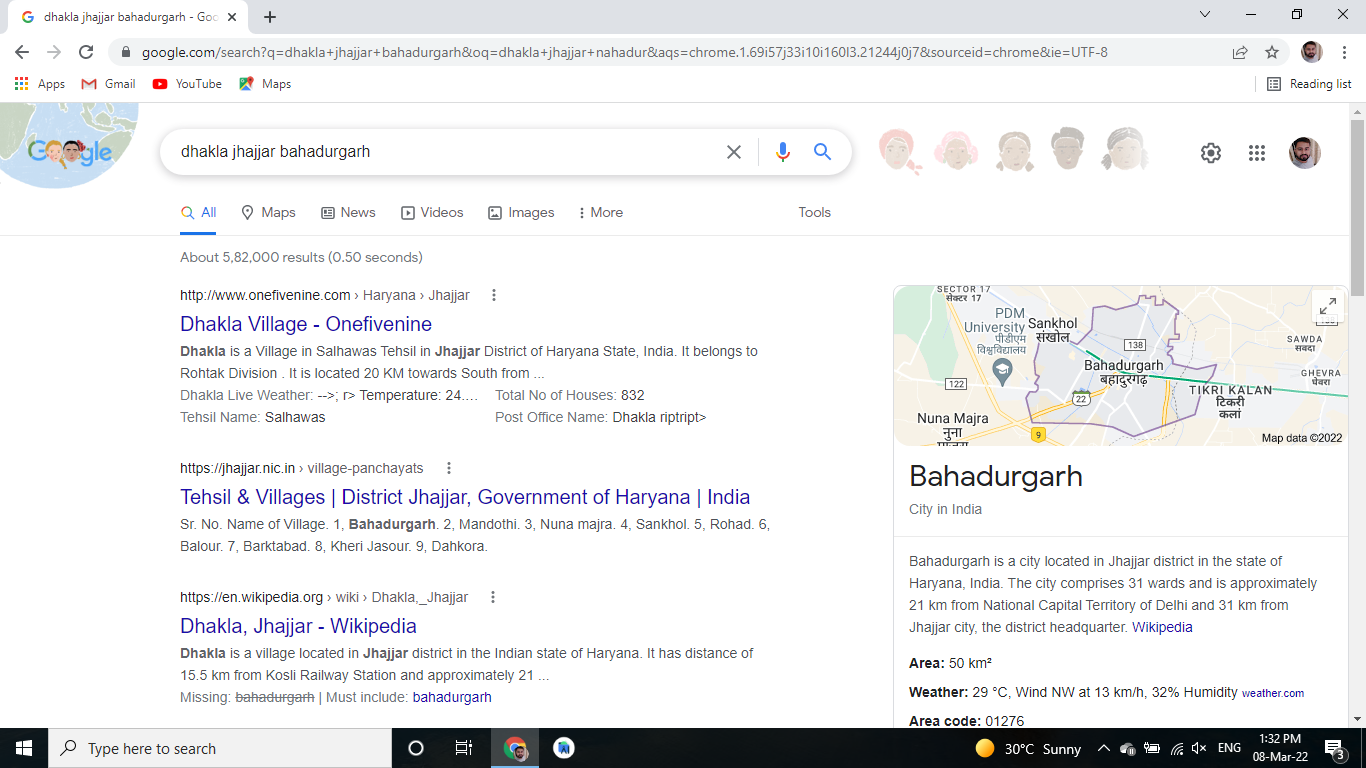 dhakla jhajjar bahadurgarh - Goo
google.com/search?q=dhakla+jhajjar+bahadurgarh&oq=dhakla+jhajjar+nahadur&aqs=chrome.1.69i57j33i10i160l3.21244j0j7&sourceid=chrome&ie=UTF-8
Apps Gmail YouTube Maps Reading list
Google
dhakla jhajjar bahadurgarh
All Maps News Videos Images More Tools
About 5,82,000 results (0.50 seconds)
http://www.onefivenine.com › Haryana › Jhajjar
Dhakla Village - Onefivenine
Dhakla is a Village in Salhawas Tehsil in Jhajjar District of Haryana State, India. It belongs to
Rohtak Division . It is located 20 KM towards South from ...
Dhakla Live Weather: -->; r> Temperature: 24.... Total No of Houses: 832
Tehsil Name: Salhawas Post Office Name: Dhakla riptript>
https://jhajjar.nic.in › village-panchayats
Tehsil & Villages | District Jhajjar, Government of Haryana | India
Sr. No. Name of Village. 1, Bahadurgarh. 2, Mandothi. 3, Nuna majra. 4, Sankhol. 5, Rohad. 6,
Balour. 7, Barktabad. 8, Kheri Jasour. 9, Dahkora.
https://en.wikipedia.org › wiki › Dhakla,_Jhajjar
Dhakla, Jhajjar - Wikipedia
Dhakla is a village located in Jhajjar district in the Indian state of Haryana. It has distance of
15.5 km from Kosli Railway Station and approximately 21 ...
Missing: bahadurgarh | Must include: bahadurgarh
SECTOR 17
सेक्टर 17
PDM
University
पीडीएम
विश्वविद्यालय
Sankhol
संखोल
138
Bahadurgarh
बहादुरगढ़
122
22
9
Nuna Majra
नुना
माजरा
SAWDA
सवदा
GHEVRA
घेवरा
TIKRI KALAN
टिकरी
कलां
Map data ©2022
Bahadurgarh
City in India
Bahadurgarh is a city located in Jhajjar district in the state of
Haryana, India. The city comprises 31 wards and is approximately
21 km from National Capital Territory of Delhi and 31 km from
Jhajjar city, the district headquarter. Wikipedia
Area: 50 km²
Weather: 29 °C, Wind NW at 13 km/h, 32% Humidity weather.com
Area code: 01276
Type here to search
30°C Sunny
ENG
1:32 PM
08-Mar-22
3